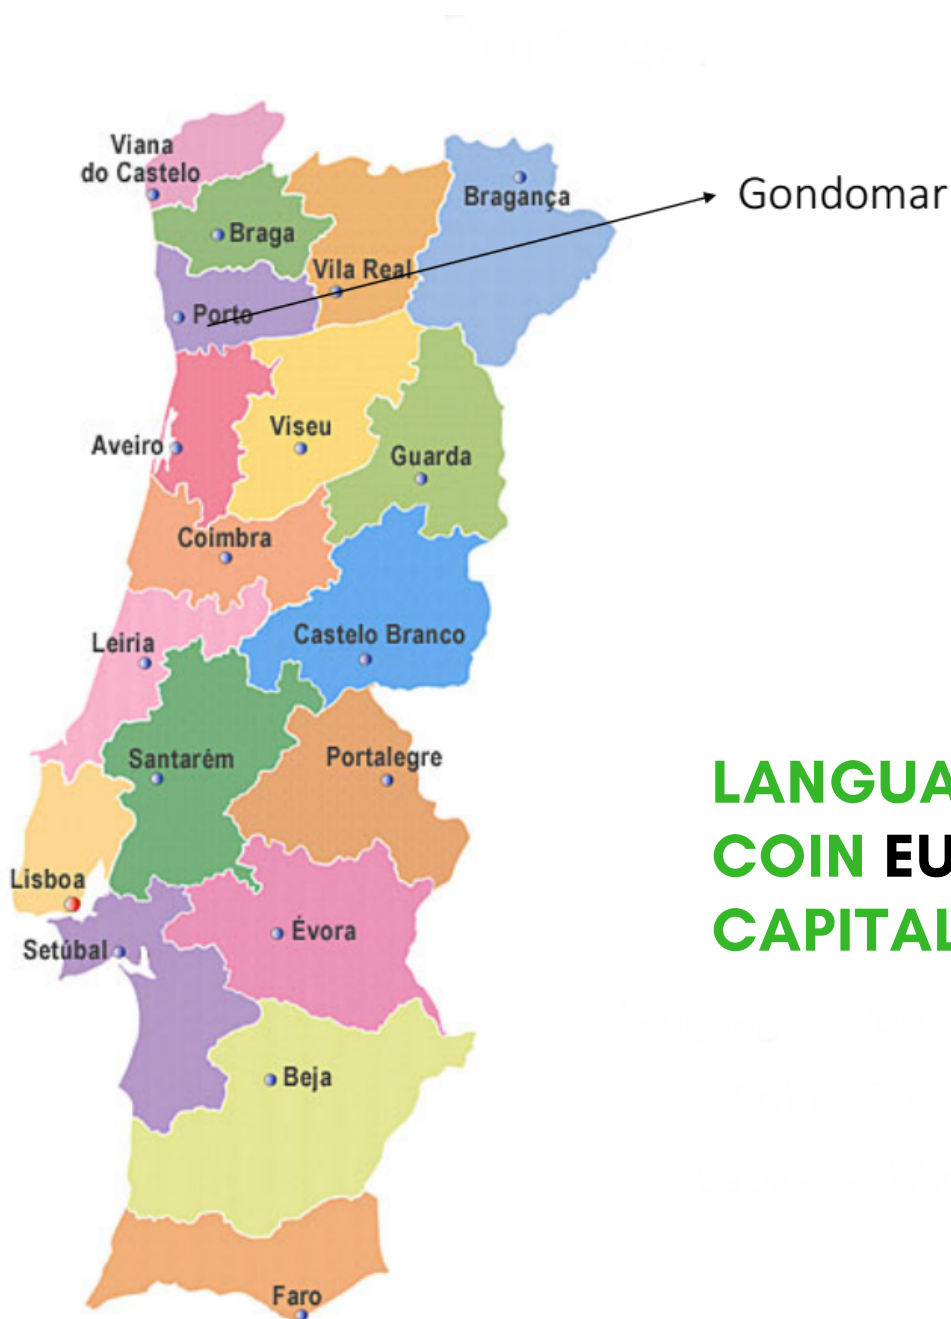 Portugal
Viana
do Castelo
Bragança
Gondomar
Braga
Vila Real
Porto
Viseu
Aveiro
Guarda
Coimbra
Castelo Branco
Leiria
Santarém
Portalegre
LANGUA
COIN EU
CAPITAL
Lisboa
Évora
Setúbal
Beja
Faro